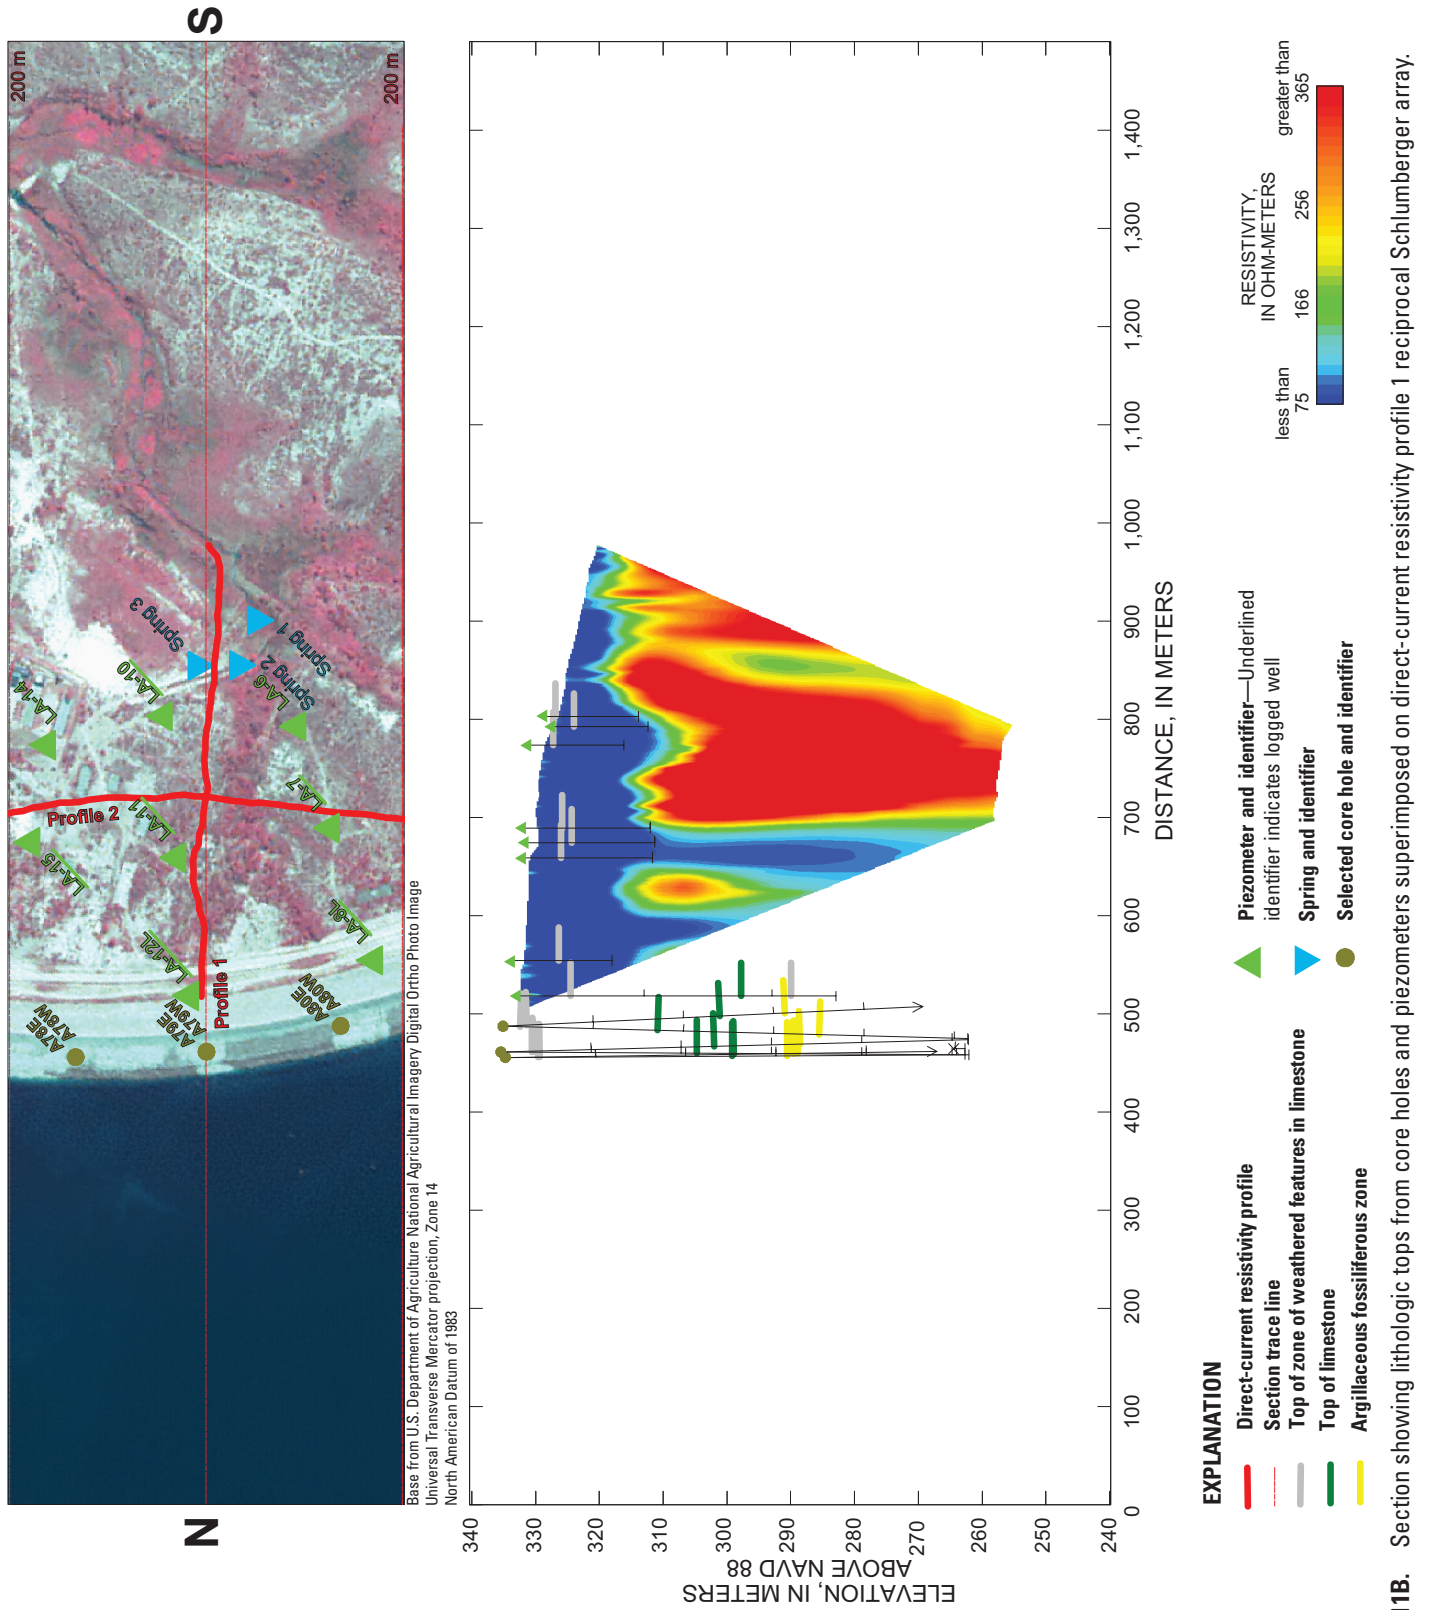 N
S
200 m
200 m
A78E
A78W
A79E
A79W
A80E
A80W
LA-12L
LA-8L
LA-15
LA-11
LA-7
LA-14
LA-10
LA-6
Profile 1
Profile 2
Spring 3
Spring 2
Spring 1
Base from U.S. Department of Agriculture National Agricultural Imagery Digital Ortho Photo Image
Universal Transverse Mercator projection, Zone 14
North American Datum of 1983
ELEVATION, IN METERS
ABOVE NAVD 88
340
330
320
310
300
290
280
270
260
250
240
0
100
200
300
400
500
600
700
800
900
1,000
1,100
1,200
1,300
1,400
DISTANCE, IN METERS
EXPLANATION
Direct-current resistivity profile
Section trace line
Top of zone of weathered features in limestone
Top of limestone
Argillaceous fossiliferous zone
Piezometer and identifier—Underlined
identifier indicates logged well
Spring and identifier
Selected core hole and identifier
RESISTIVITY,
IN OHM-METERS
less than
greater than
75
166
256
365
11B. Section showing lithologic tops from core holes and piezometers superimposed on direct-current resistivity profile 1 reciprocal Schlumberger array.